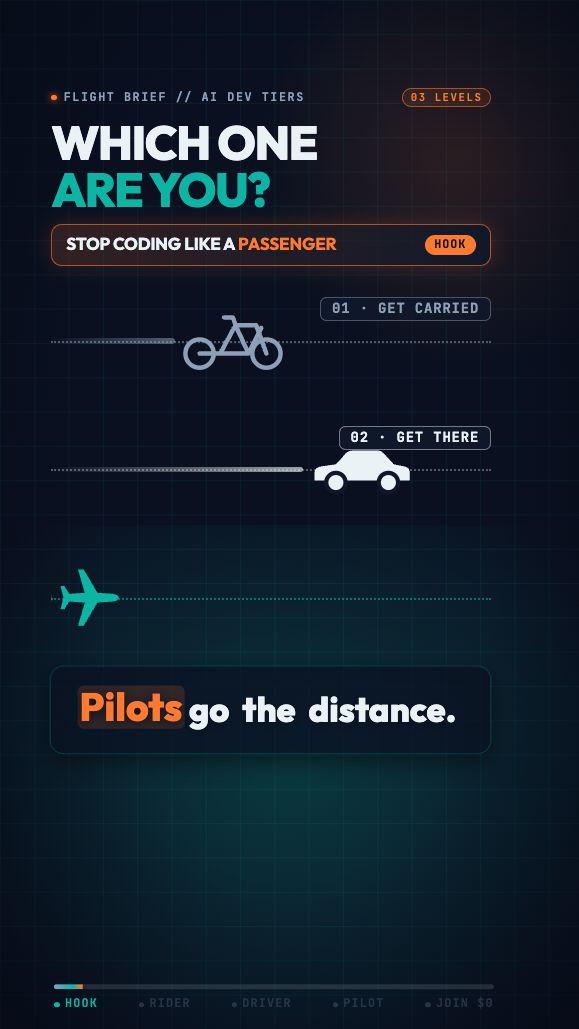 FLIGHT BRIEF // AI DEV TIERS
03 LEVELS
WHICH ONE
ARE YOU?
STOP CODING LIKE A PASSENGER
HOOK
01 · GET CARRIED
02 · GET THERE
Pilots go the distance.
HOOK RIDER DRIVER PILOT JOIN $0